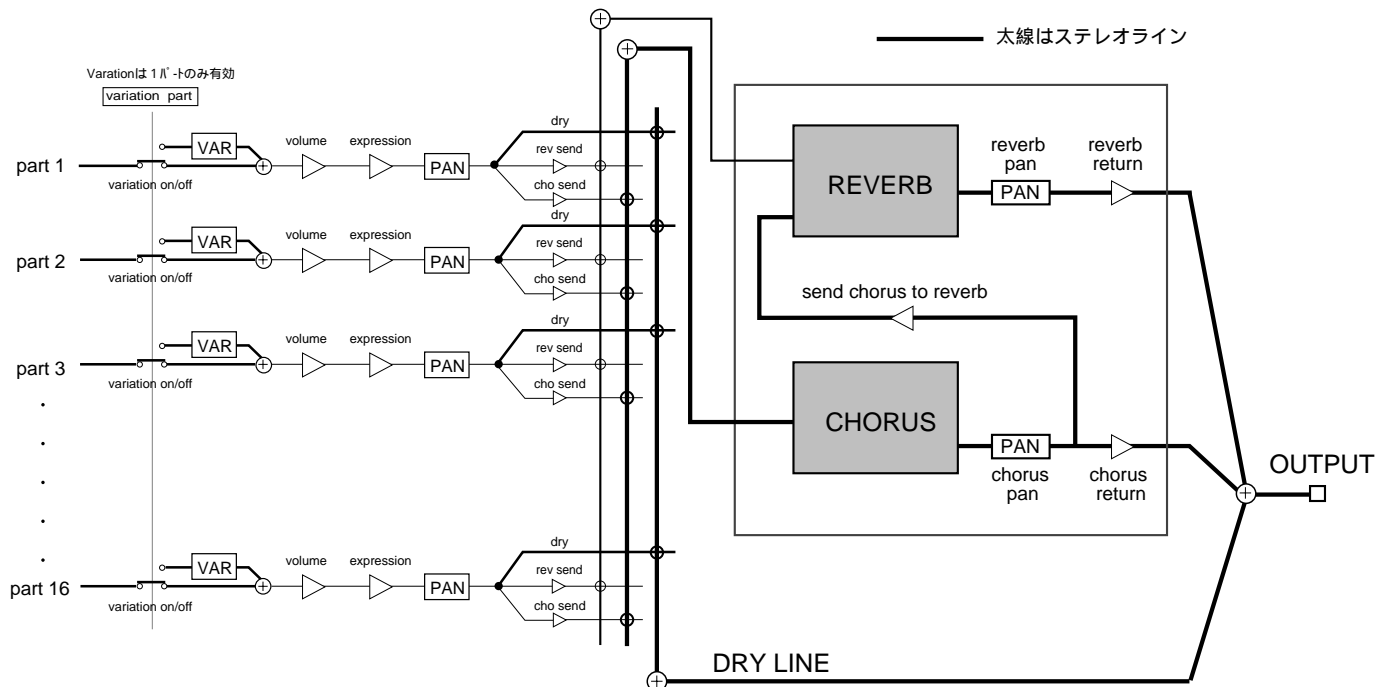 太線はステレオライン
Varationは 1 ﾊﾟｰﾄのみ有効
variation part
VAR
volume
expression
dry
part 1
PAN
rev send
variation on/off
cho send
VAR
volume
expression
dry
part 2
PAN
rev send
variation on/off
cho send
VAR
volume
expression
dry
part 3
PAN
rev send
variation on/off
cho send
VAR
volume
expression
dry
part 16
PAN
rev send
variation on/off
cho send
REVERB
reverb
pan
PAN
reverb
return
send chorus to reverb
CHORUS
PAN
chorus
pan
chorus
return
OUTPUT
DRY LINE